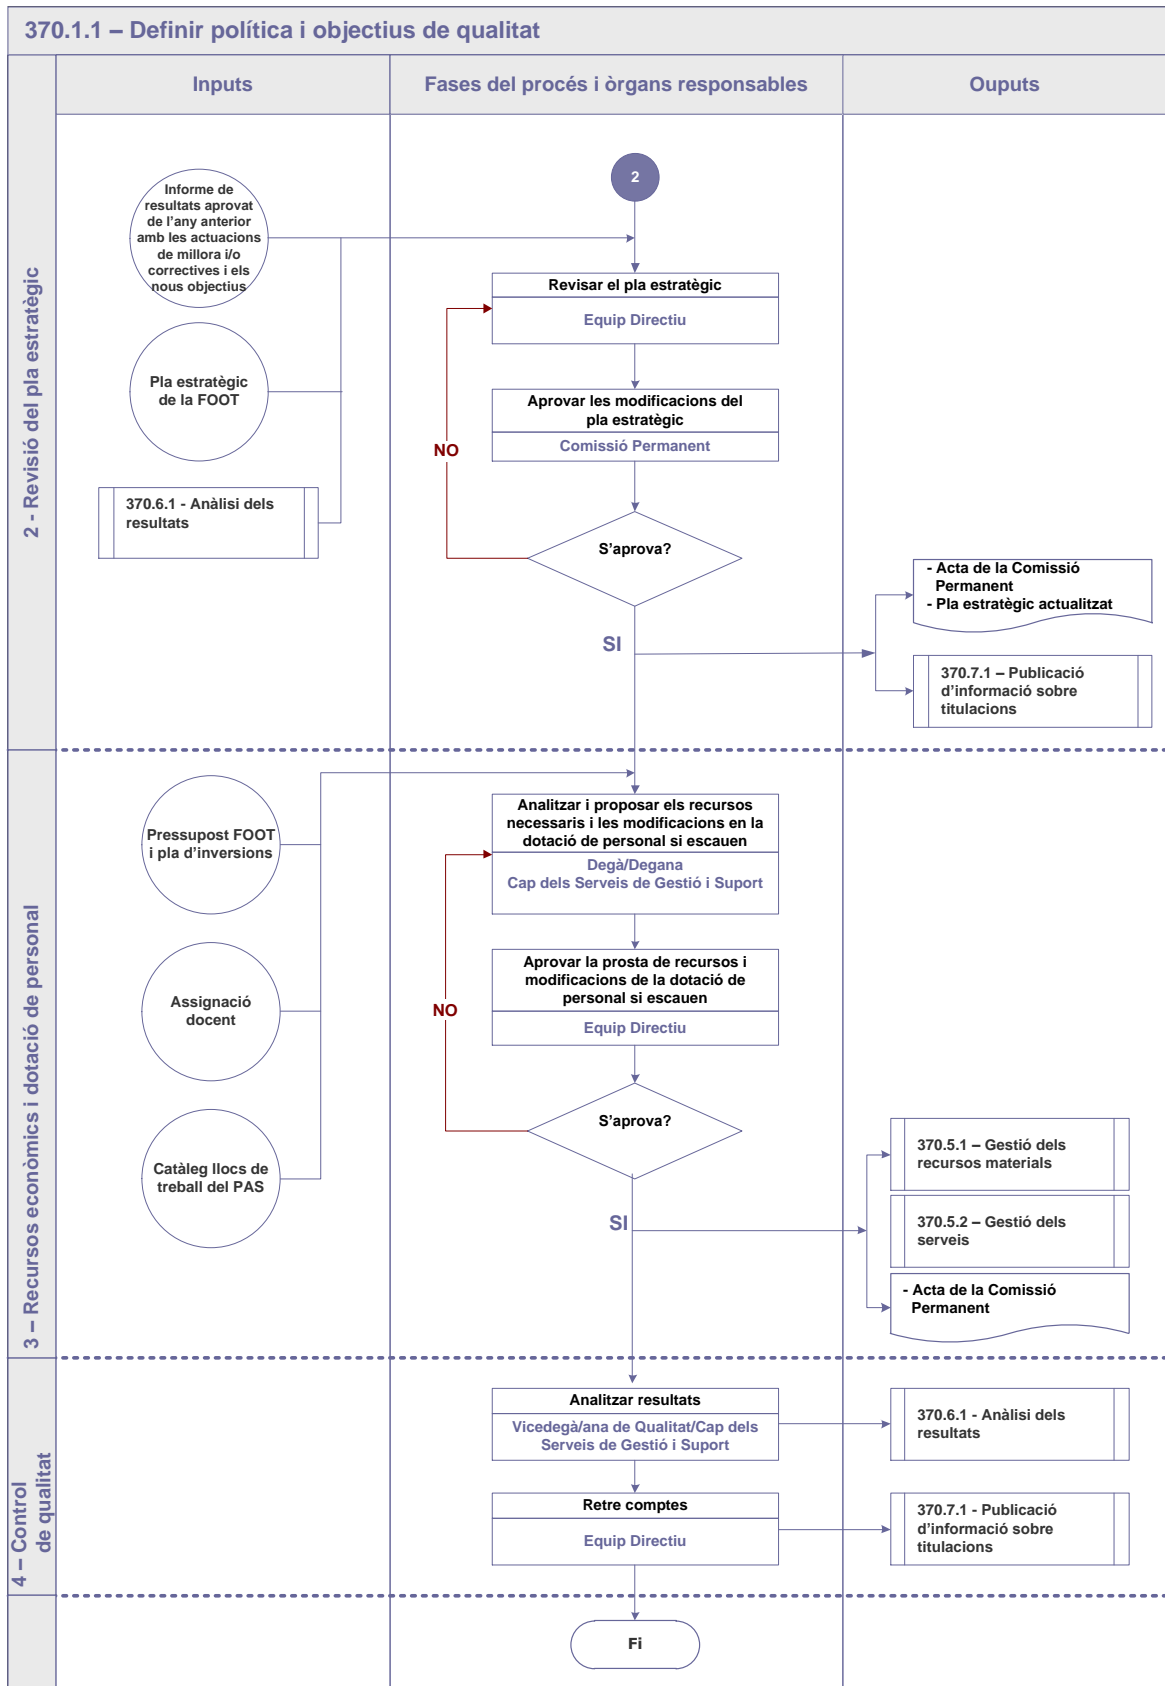 370.1.1 – Definir política i objectius de qualitat
Inputs
Fases del procés i òrgans responsables
Ouputs
2 - Revisió del pla estratègic
Informe de
resultats aprovat
de l'any anterior
amb les actuacions
de millora i/o
correctives i els
nous objectius
Pla estratègic
de la FOOT
370.6.1 - Anàlisi dels
resultats
2
Revisar el pla estratègic
Equip Directiu
Aprovar les modificacions del
pla estratègic
Comissió Permanent
NO
S'aprova?
SI
- Acta de la Comissió
Permanent
- Pla estratègic actualitzat
370.7.1 – Publicació
d'informació sobre
titulacions
3 – Recursos econòmics i dotació de personal
Pressupost FOOT
i pla d'inversions
Assignació
docent
Catàleg llocs de
treball del PAS
Analitzar i proposar els recursos
necessaris i les modificacions en la
dotació de personal si escauen
Degà/Degana
Cap dels Serveis de Gestió i Suport
Aprovar la prosta de recursos i
modificacions de la dotació de
personal si escauen
Equip Directiu
NO
S'aprova?
SI
370.5.1 – Gestió dels
recursos materials
370.5.2 – Gestió dels
serveis
- Acta de la Comissió
Permanent
4 – Control
de qualitat
Analitzar resultats
Vicedegà/ana de Qualitat/Cap dels
Serveis de Gestió i Suport
370.6.1 - Anàlisi dels
resultats
Retre comptes
Equip Directiu
370.7.1 - Publicació
d'informació sobre
titulacions
Fi